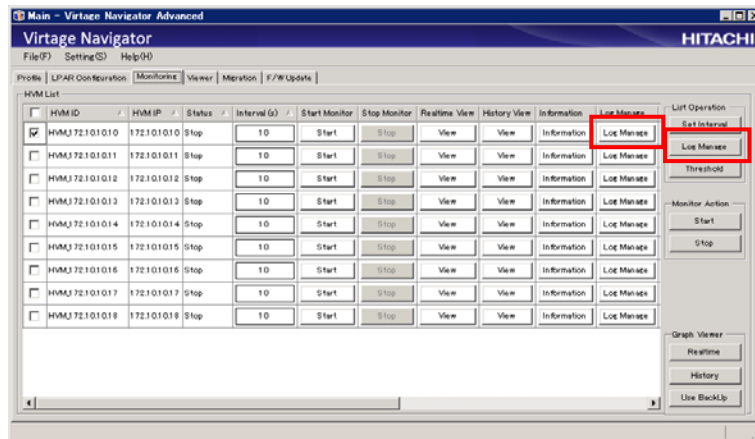 Main - Virtage Navigator Advanced
Virtage Navigator HITACHI
File(F) Setting(S) Help(H)
Profile LPAR Configuration Monitoring Viewer Migration F/W Update
HVM List
HVM ID HVM IP Status Interval (s) Start Monitor Stop Monitor Realtime View History View Information Log Manage
HVM_172.10.10.10 172.10.10.10 Stop 10 Start Stop View View Information Log Manage
HVM_172.10.10.11 172.10.10.11 Stop 10 Start Stop View View Information Log Manage
HVM_172.10.10.12 172.10.10.12 Stop 10 Start Stop View View Information Log Manage
HVM_172.10.10.13 172.10.10.13 Stop 10 Start Stop View View Information Log Manage
HVM_172.10.10.14 172.10.10.14 Stop 10 Start Stop View View Information Log Manage
HVM_172.10.10.15 172.10.10.15 Stop 10 Start Stop View View Information Log Manage
HVM_172.10.10.16 172.10.10.16 Stop 10 Start Stop View View Information Log Manage
HVM_172.10.10.17 172.10.10.17 Stop 10 Start Stop View View Information Log Manage
HVM_172.10.10.18 172.10.10.18 Stop 10 Start Stop View View Information Log Manage
List Operation
Set Interval
Log Manage
Threshold
Monitor Action
Start
Stop
Graph Viewer
Realtime
History
Use BackUp